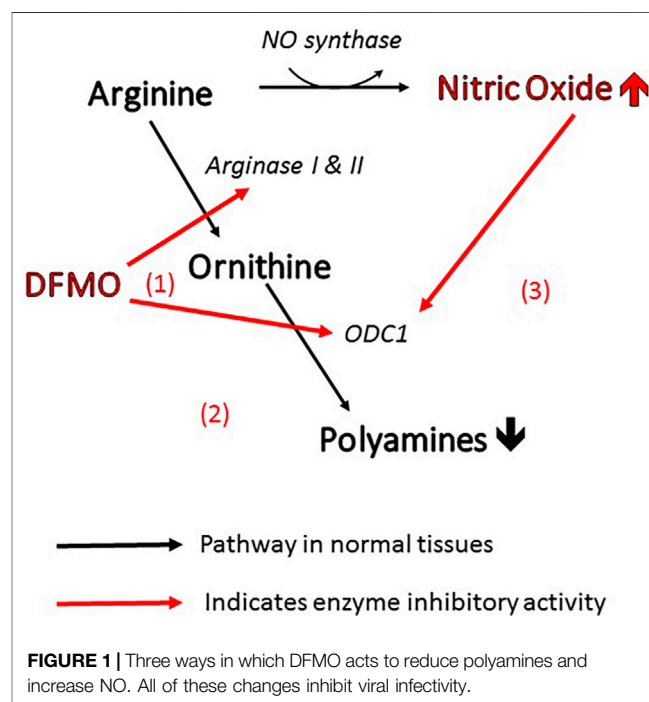 NO synthase
Arginine
Nitric Oxide
Arginase I & II
Ornithine
DFMO
(1)
(3)
ODC1
(2)
Polyamines
Pathway in normal tissues
Indicates enzyme inhibitory activity
FIGURE 1 | Three ways in which DFMO acts to reduce polyamines and
increase NO. All of these changes inhibit viral infectivity.